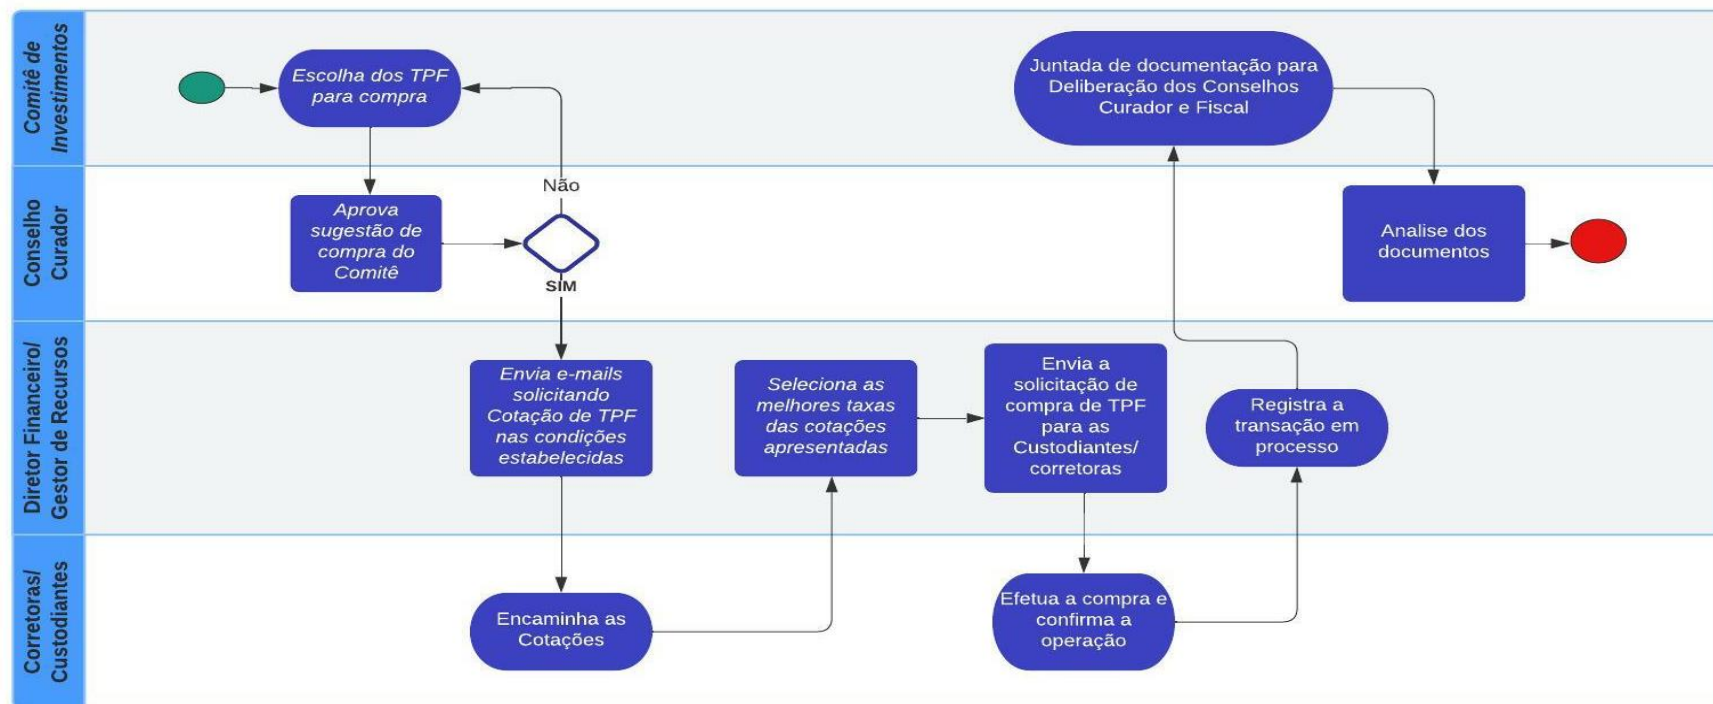 Comitê de
Investimentos
Escolha dos TPF
para compra
Juntada de documentação para
Deliberação dos Conselhos
Curador e Fiscal
Conselho
Curador
Aprova
sugestão de
compra do
Comitê
Não
SIM
Analise dos
documentos
Diretor Financeiro/
Gestor de Recursos
Envia e-mails
solicitando
Cotação de TPF
nas condições
estabelecidas
Seleciona as
melhores taxas
das cotações
apresentadas
Envia a
solicitação de
compra de TPF
para as
Custodiantes/
corretoras
Registra a
transação em
processo
Corretoras/
Custodiantes
Encaminha as
Cotações
Efetua a compra e
confirma a
operação